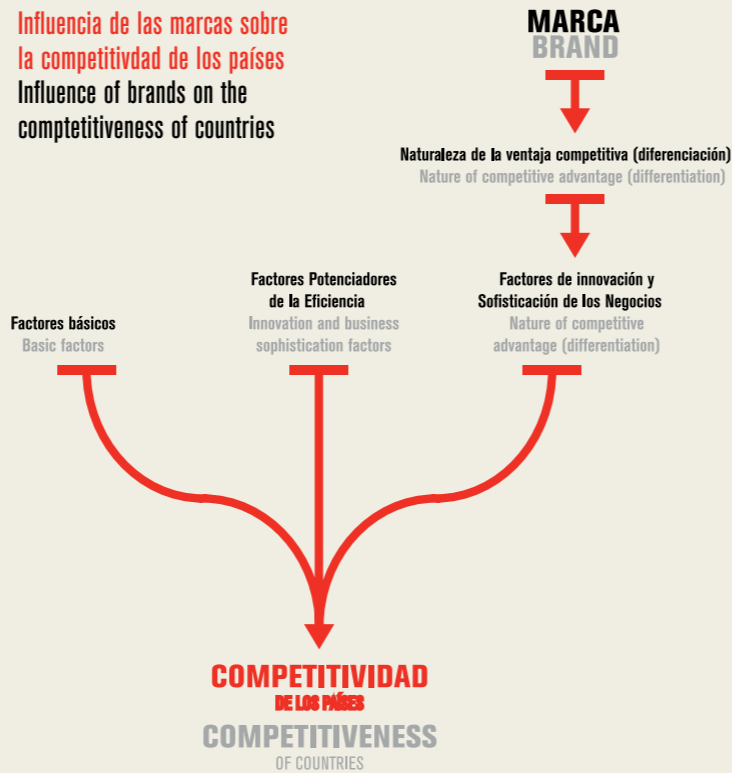 Influencia de las marcas sobre
la competitivdad de los países
Influence of brands on the
comptetitiveness of countries
MARCA
BRAND
Naturaleza de la ventaja competitiva (diferenciación)
Nature of competitive advantage (differentiation)
Factores básicos
Basic factors
Factores Potenciadores
de la Eficiencia
Innovation and business
sophistication factors
Factores de innovación y
Sofisticación de los Negocios
Nature of competitive
advantage (differentiation)
COMPETITIVIDAD
DE LOS PAÍSES
COMPETITIVENESS
OF COUNTRIES